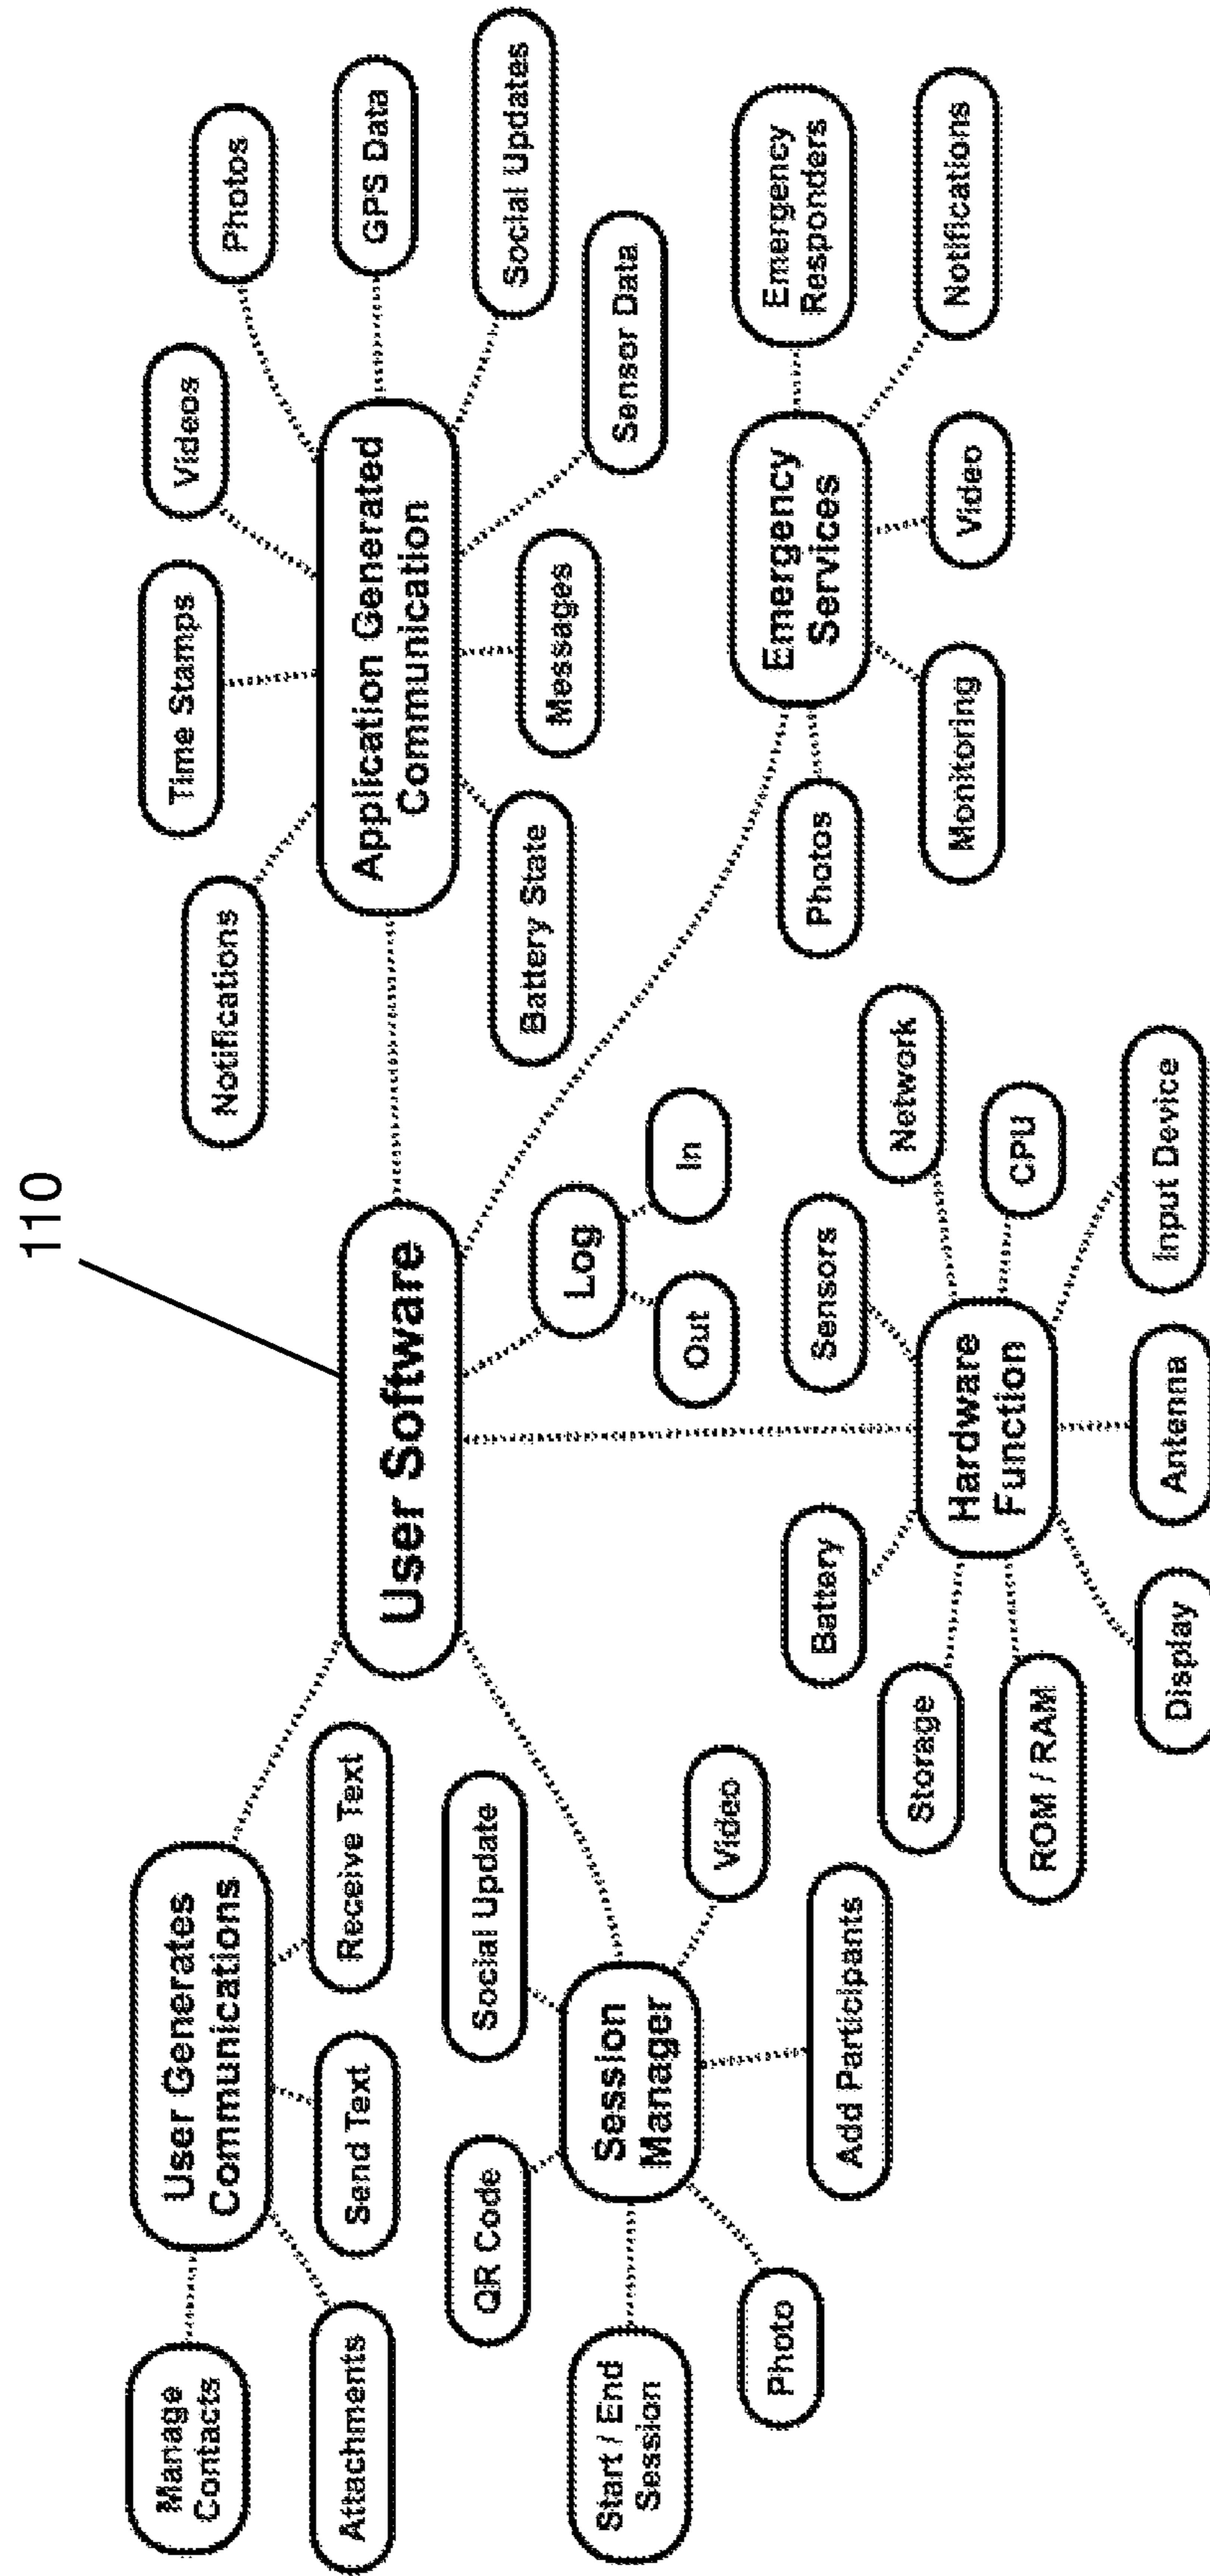 110
User Software
User Generates
Communications
Manage
Contacts
Attachments
Send Text
Receive Text
Session
Manager
QR Code
Social Update
Start / End
Session
Photo
Add Participants
Video
Log
Out
In
Hardware
Function
Battery
Sensors
Storage
Network
ROM / RAM
CPU
Display
Antenna
Input Device
Application Generated
Communication
Notifications
Time Stamps
Videos
Photos
GPS Data
Social Updates
Sensor Data
Messages
Battery State
Emergency
Services
Photos
Monitoring
Video
Notifications
Emergency
Responders